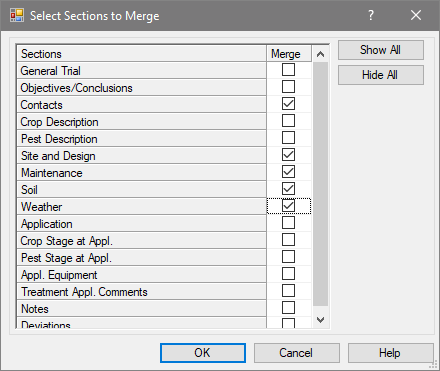 Select Sections to Merge
Sections Merge
Show All
General Trial
Hide All
Objectives/Conclusions
Contacts
Crop Description
Pest Description
Site and Design
Maintenance
Soil
Weather
Application
Crop Stage at Appl.
Pest Stage at Appl.
Appl. Equipment
Treatment Appl. Comments
Notes
Deviations
OK Cancel Help